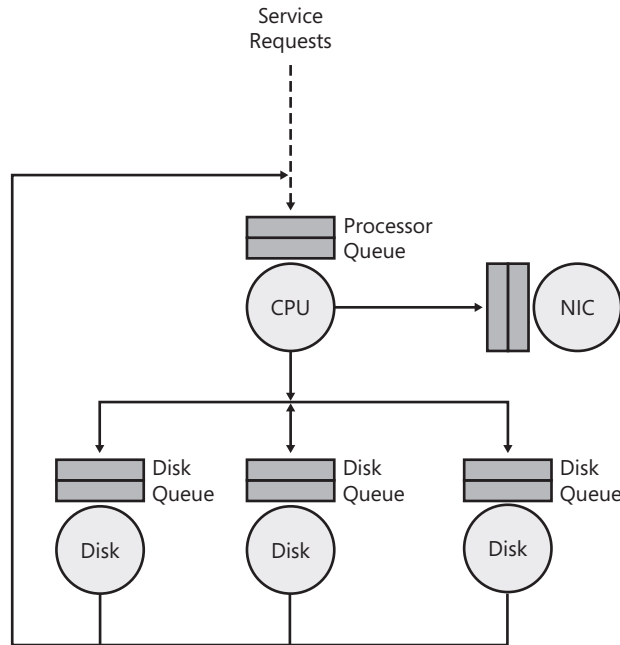 Service
Requests
Processor
Queue
CPU
NIC
Disk
Queue
Disk
Queue
Disk
Queue
Disk
Disk
Disk